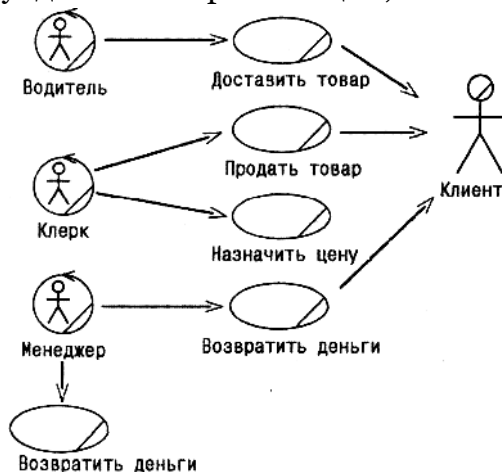 Водитель
Доставить товар
Продать товар
Клиент
Клерк
Назначить цену
Менеджер
Возвратить деньги
Возвратить деньги